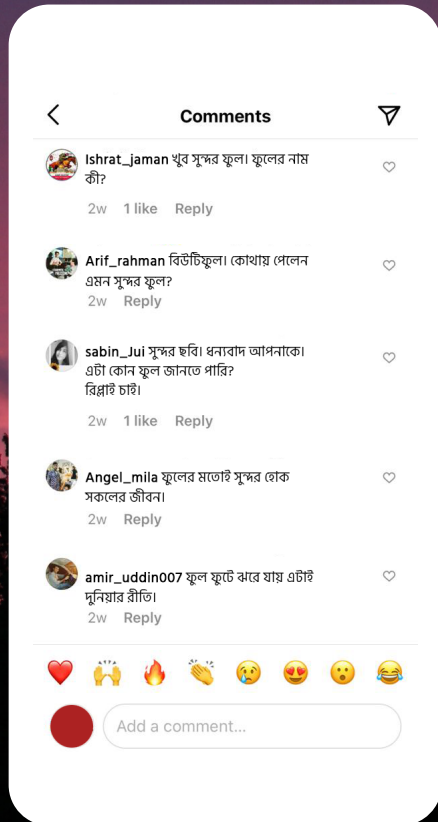 Comments
Ishrat_jaman খুব সুন্দর ফুল। ফুলের নাম
কী?
2w 1 like Reply
Arif_rahman বিউটিফুল। কোথায় পেলেন
এমন সুন্দর ফুল?
2w Reply
sabin_Jui সুন্দর ছবি। ধন্যবাদ আপনাকে।
এটা কোন ফুল জানতে পারি?
রিপ্লাই চাই।
2w 1 like Reply
Angel_mila ফুলের মতোই সুন্দর হোক
সকলের জীবন।
2w Reply
amir_uddin007 ফুল ফুটে ঝরে যায় এটাই
দুনিয়ার রীতি।
2w Reply
Add a comment...